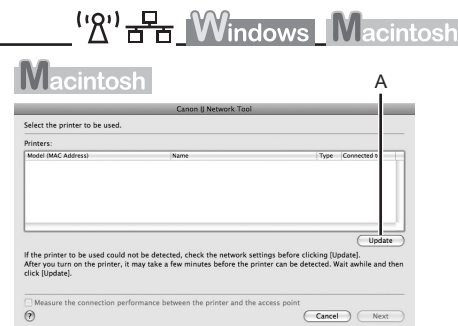 Windows Macintosh
Macintosh
A
Canon IJ Network Tool
Select the printer to be used.
Printers:
Model (MAC Address) Name Type Connected t
Update
If the printer to be used could not be detected, check the network settings before clicking [Update].
After you turn on the printer, it may take a few minutes before the printer can be detected. Wait awhile and then
click [Update].
Measure the connection performance between the printer and the access point
? Cancel Next